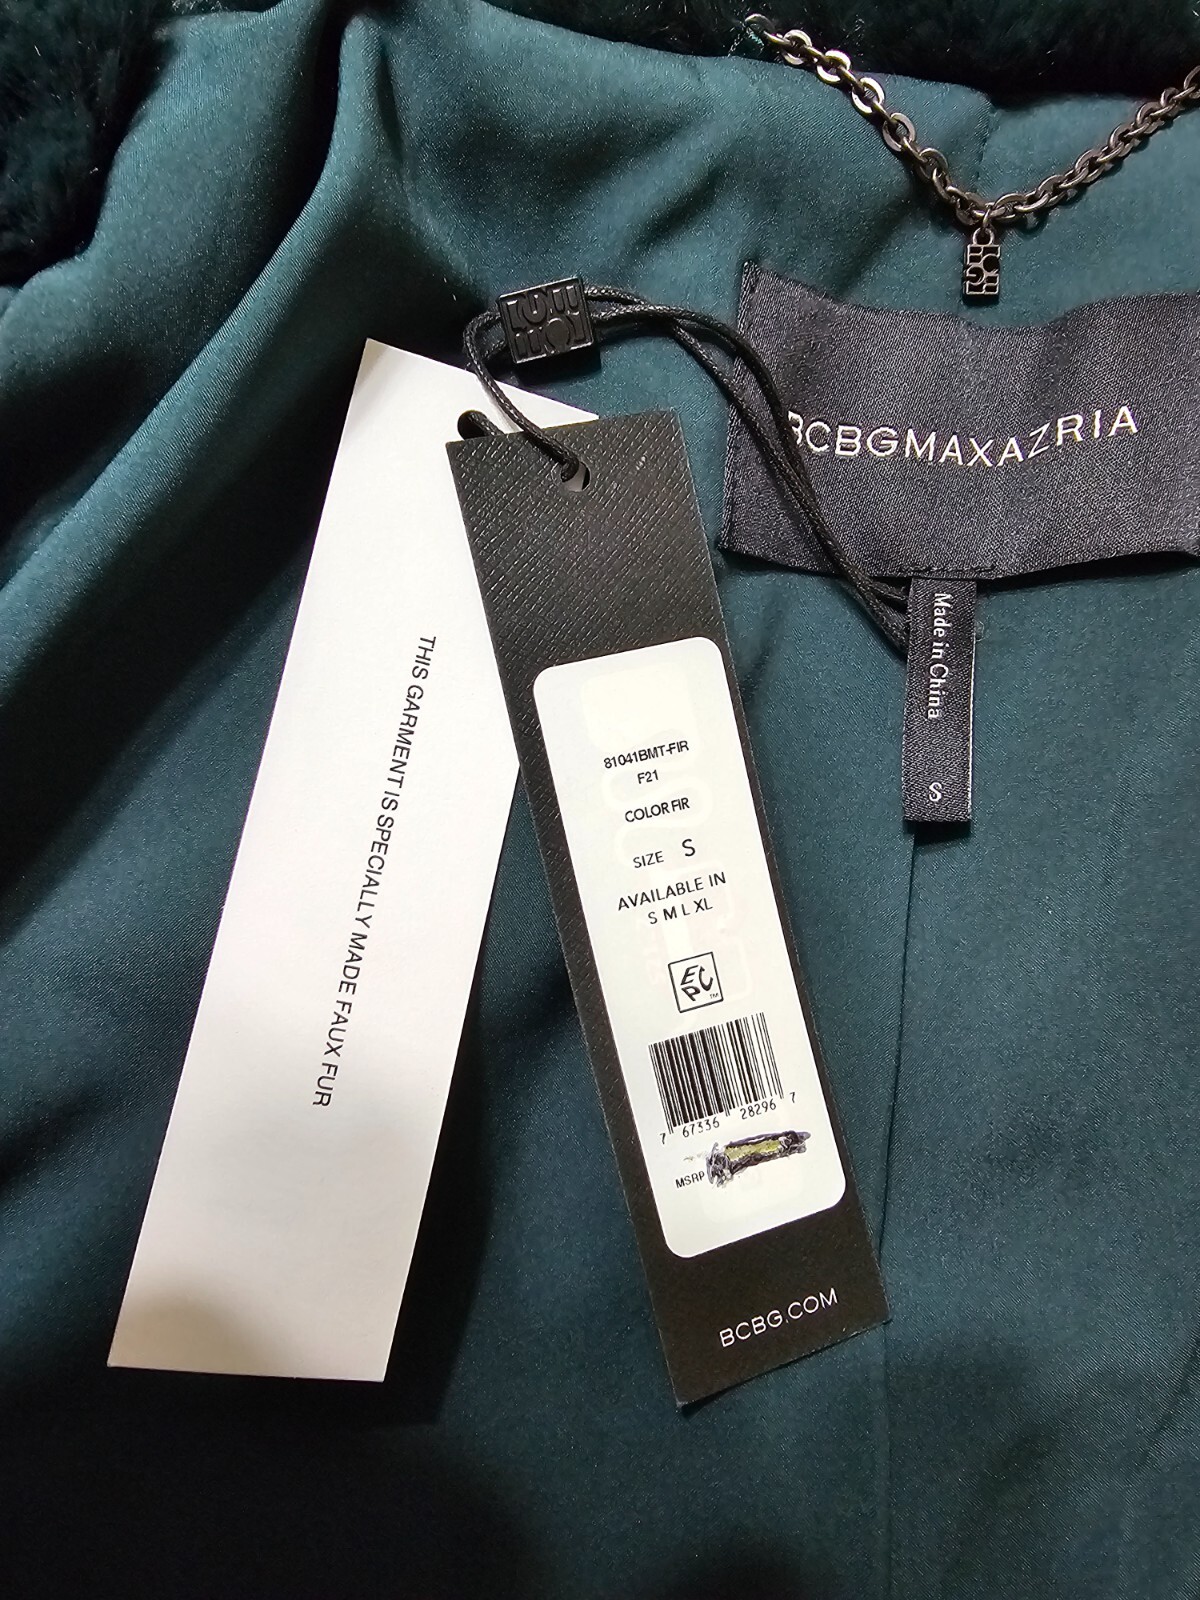 BCBGMAXAZRIA
Made in China
S
THIS GARMENT IS SPECIALLY MADE FAUX FUR
81041BMT-FIR
F21
COLOR FIR
SIZE S
AVAILABLE IN
S M L XL
EPC™
7 67336 28296 7
MSRP
BCBG.COM